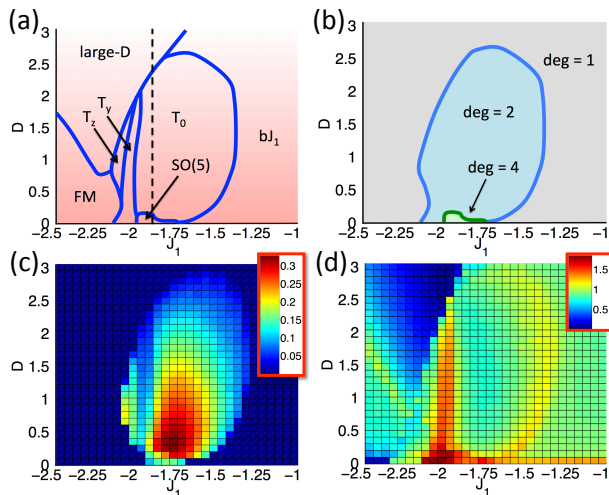 (a)
3
2.5
2
1.5
1
0.5
0
D
large-D
T_z
T_y
T_0
bJ_1
SO(5)
FM
-2.5 -2.25 -2 -1.75 -1.5 -1.25 -1
J_1
(b)
3
2.5
2
1.5
1
0.5
0
D
deg = 1
deg = 2
deg = 4
-2.5 -2.25 -2 -1.75 -1.5 -1.25 -1
J_1
(c)
3
2.5
2
1.5
1
0.5
0
D
0.3
0.25
0.2
0.15
0.1
0.05
-2.5 -2.25 -2 -1.75 -1.5 -1.25 -1
J_1
(d)
3
2.5
2
1.5
1
0.5
0
D
1.5
1
0.5
0
-2.5 -2.25 -2 -1.75 -1.5 -1.25 -1
J_1